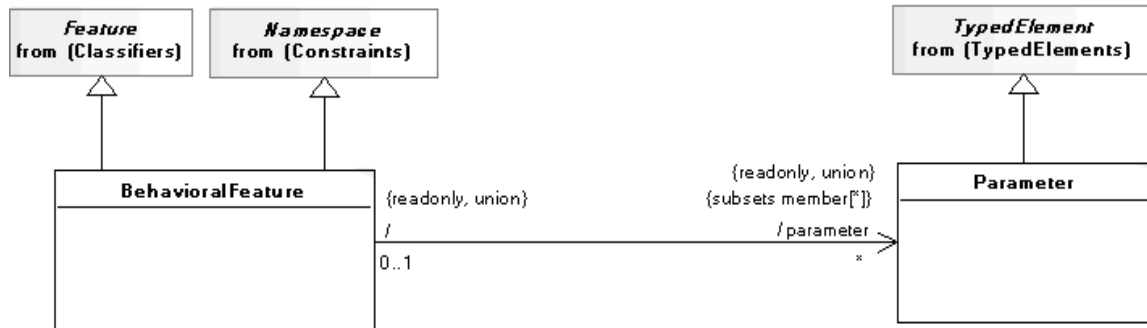 Feature
from (Classifiers)
Namespace
from (Constraints)
TypedElement
from (TypedElements)
BehavioralFeature
{readonly, union}
/
0..1
{readonly, union}
{subsets member[*]}
/ parameter
*
Parameter